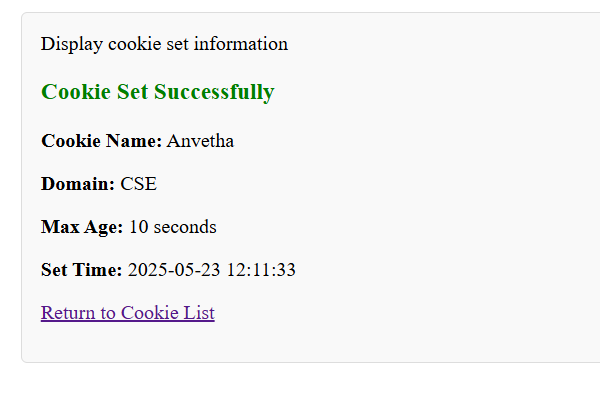 Display cookie set information
Cookie Set Successfully
Cookie Name: Anvetha
Domain: CSE
Max Age: 10 seconds
Set Time: 2025-05-23 12:11:33
Return to Cookie List